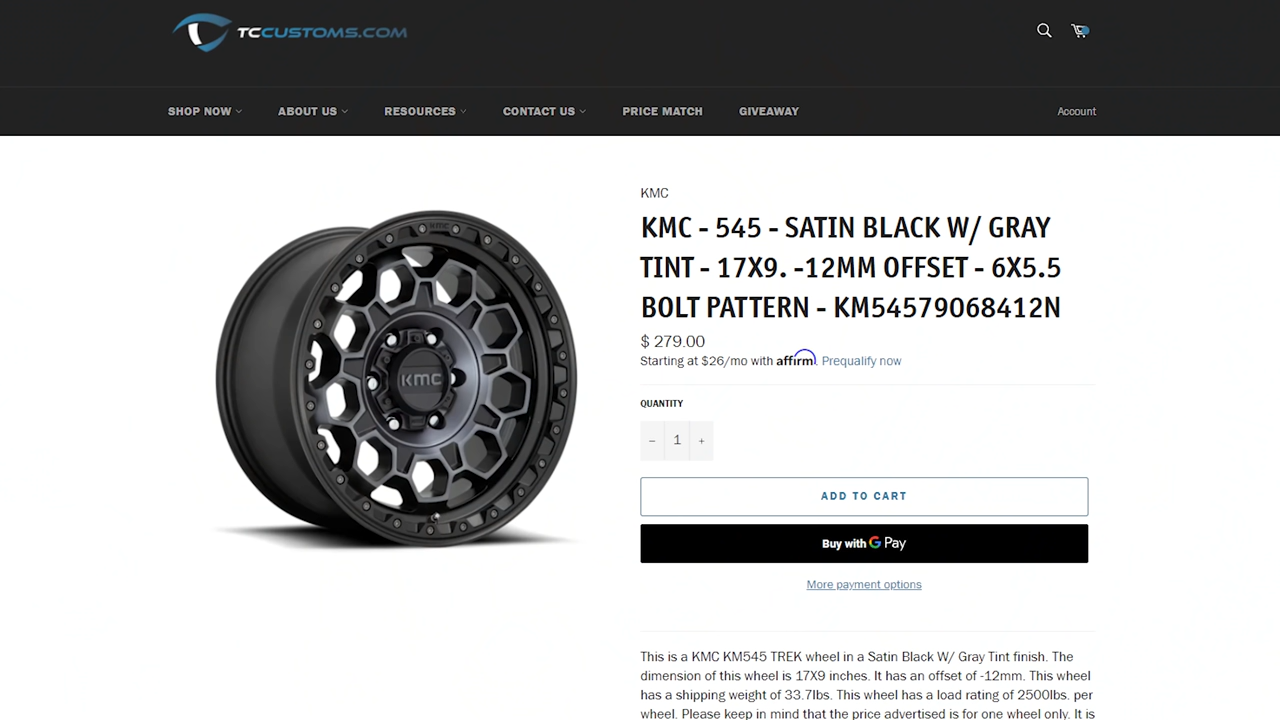 TCCUSTOMS.COM
SHOP NOW
ABOUT US
RESOURCES
CONTACT US
PRICE MATCH
GIVEAWAY
Account
KMC
KMC - 545 - SATIN BLACK W/ GRAY
TINT - 17X9. -12MM OFFSET - 6X5.5
BOLT PATTERN - KM54579068412N
$ 279.00
Starting at $26/mo with affirm. Prequalify now
QUANTITY
− 1 +
ADD TO CART
Buy with G Pay
More payment options
This is a KMC KM545 TREK wheel in a Satin Black W/ Gray Tint finish. The
dimension of this wheel is 17X9 inches. It has an offset of -12mm. This wheel
has a shipping weight of 33.7lbs. This wheel has a load rating of 2500lbs. per
wheel. Please keep in mind that the price advertised is for one wheel only. It is
KMC